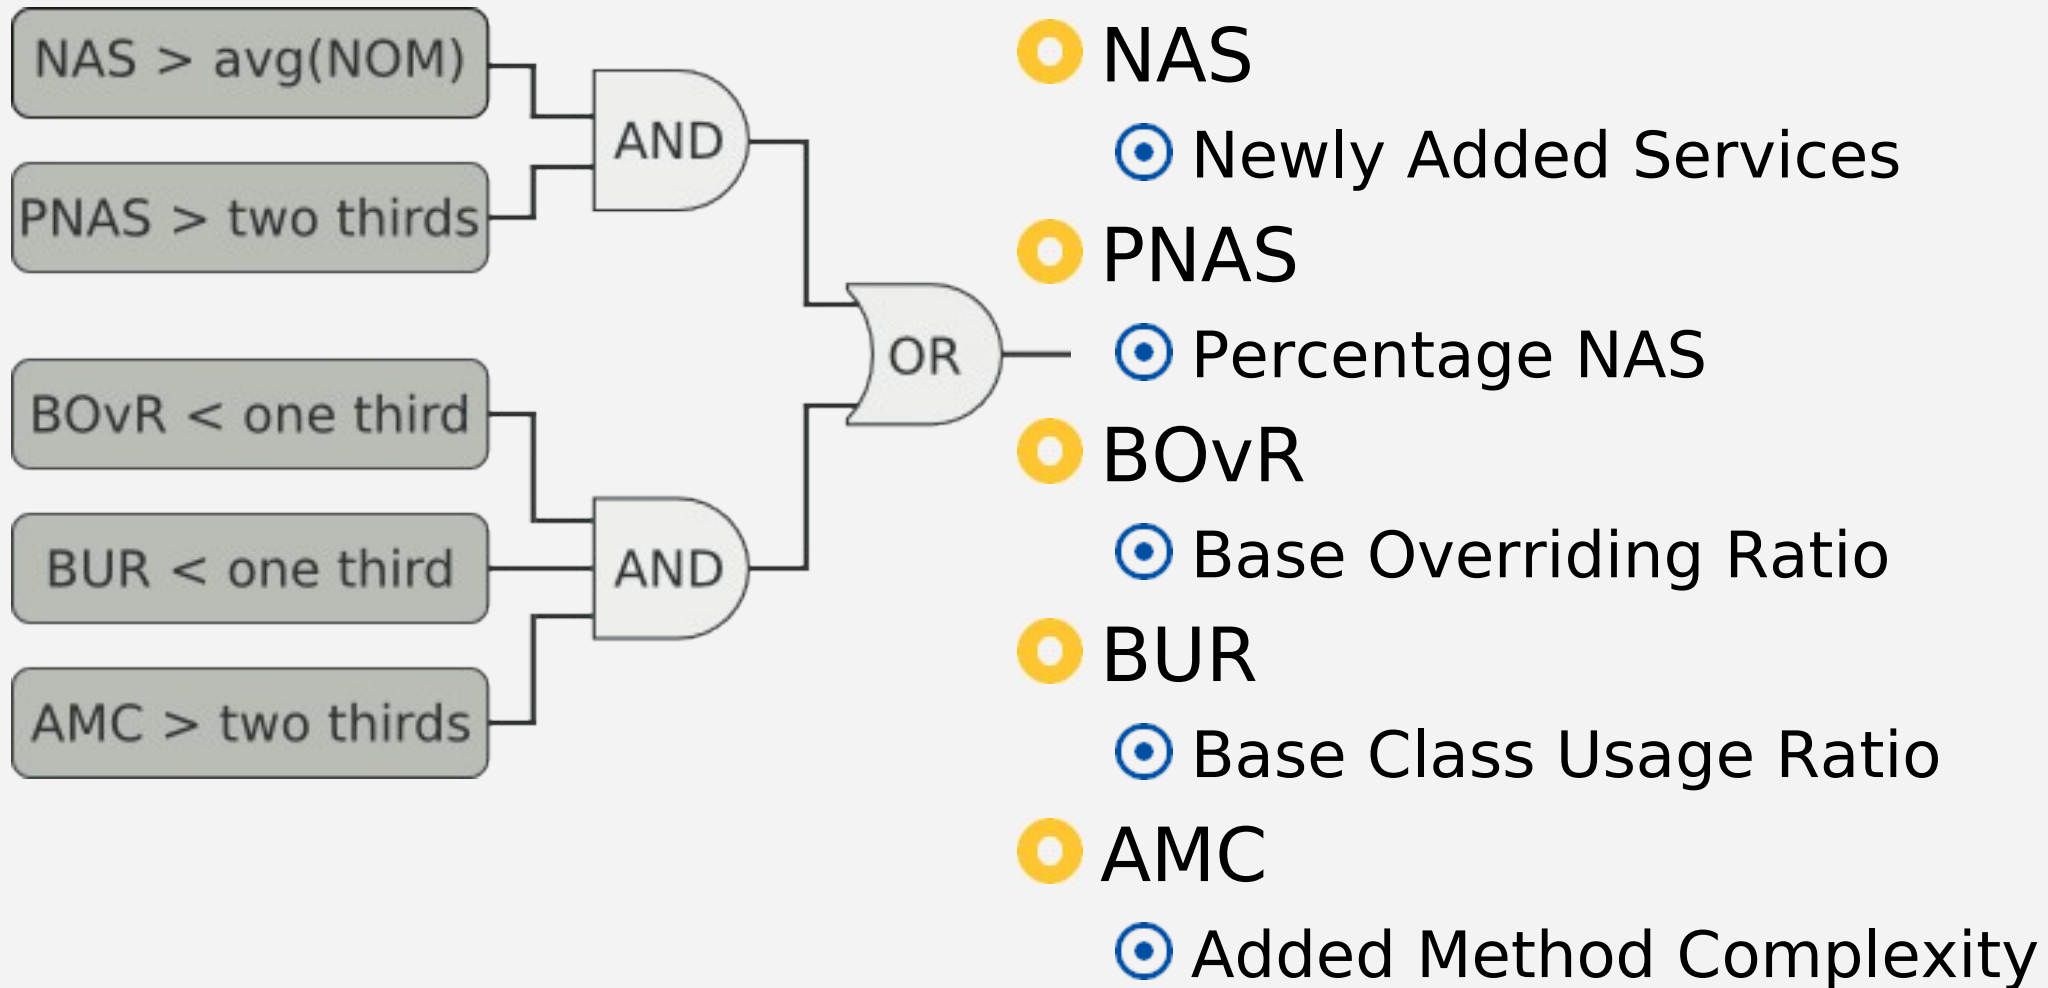 NAS > avg(NOM)
PNAS > two thirds
BOvR < one third
BUR < one third
AMC > two thirds
AND
AND
OR
NAS
Newly Added Services
PNAS
Percentage NAS
BOvR
Base Overriding Ratio
BUR
Base Class Usage Ratio
AMC
Added Method Complexity